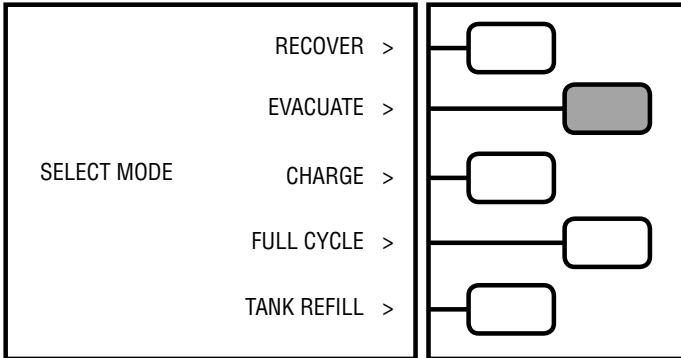 RECOVER >
EVACUATE >
SELECT MODE CHARGE >
FULL CYCLE >
TANK REFILL >